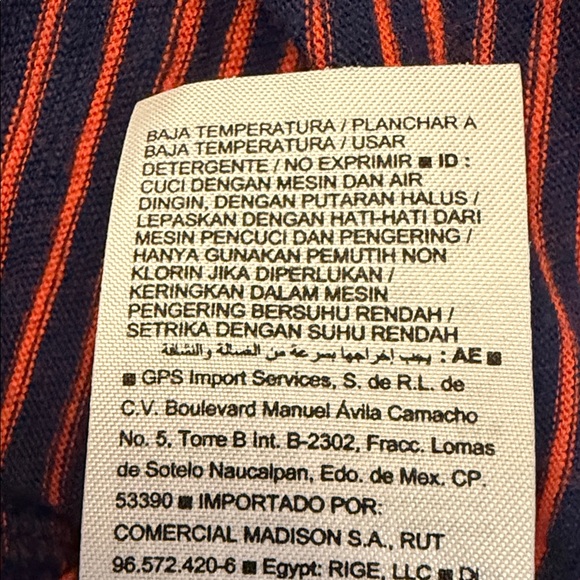 BAJA TEMPERATURA / PLANCHAR A
BAJA TEMPERATURA / USAR
DETERGENTE / NO EXPRIMIR ■ ID :
CUCI DENGAN MESIN DAN AIR
DINGIN, DENGAN PUTARAN HALUS /
LEPASKAN DENGAN HATI-HATI DARI
MESIN PENCUCI DAN PENGERING /
HANYA GUNAKAN PEMUTIH NON
KLORIN JIKA DIPERLUKAN /
KERINGKAN DALAM MESIN
PENGERING BERSUHU RENDAH /
SETRIKA DENGAN SUHU RENDAH
■ AE : يجب اخراجها بسرعة من الغسالة والنشافة
■ GPS Import Services, S. de R.L. de
C.V. Boulevard Manuel Ávila Camacho
No. 5, Torre B Int. B-2302, Fracc. Lomas
de Sotelo Naucalpan, Edo. de Mex. CP.
53390 ■ IMPORTADO POR:
COMERCIAL MADISON S.A., RUT
96.572.420-6 ■ Egypt: RIGE, LLC ■